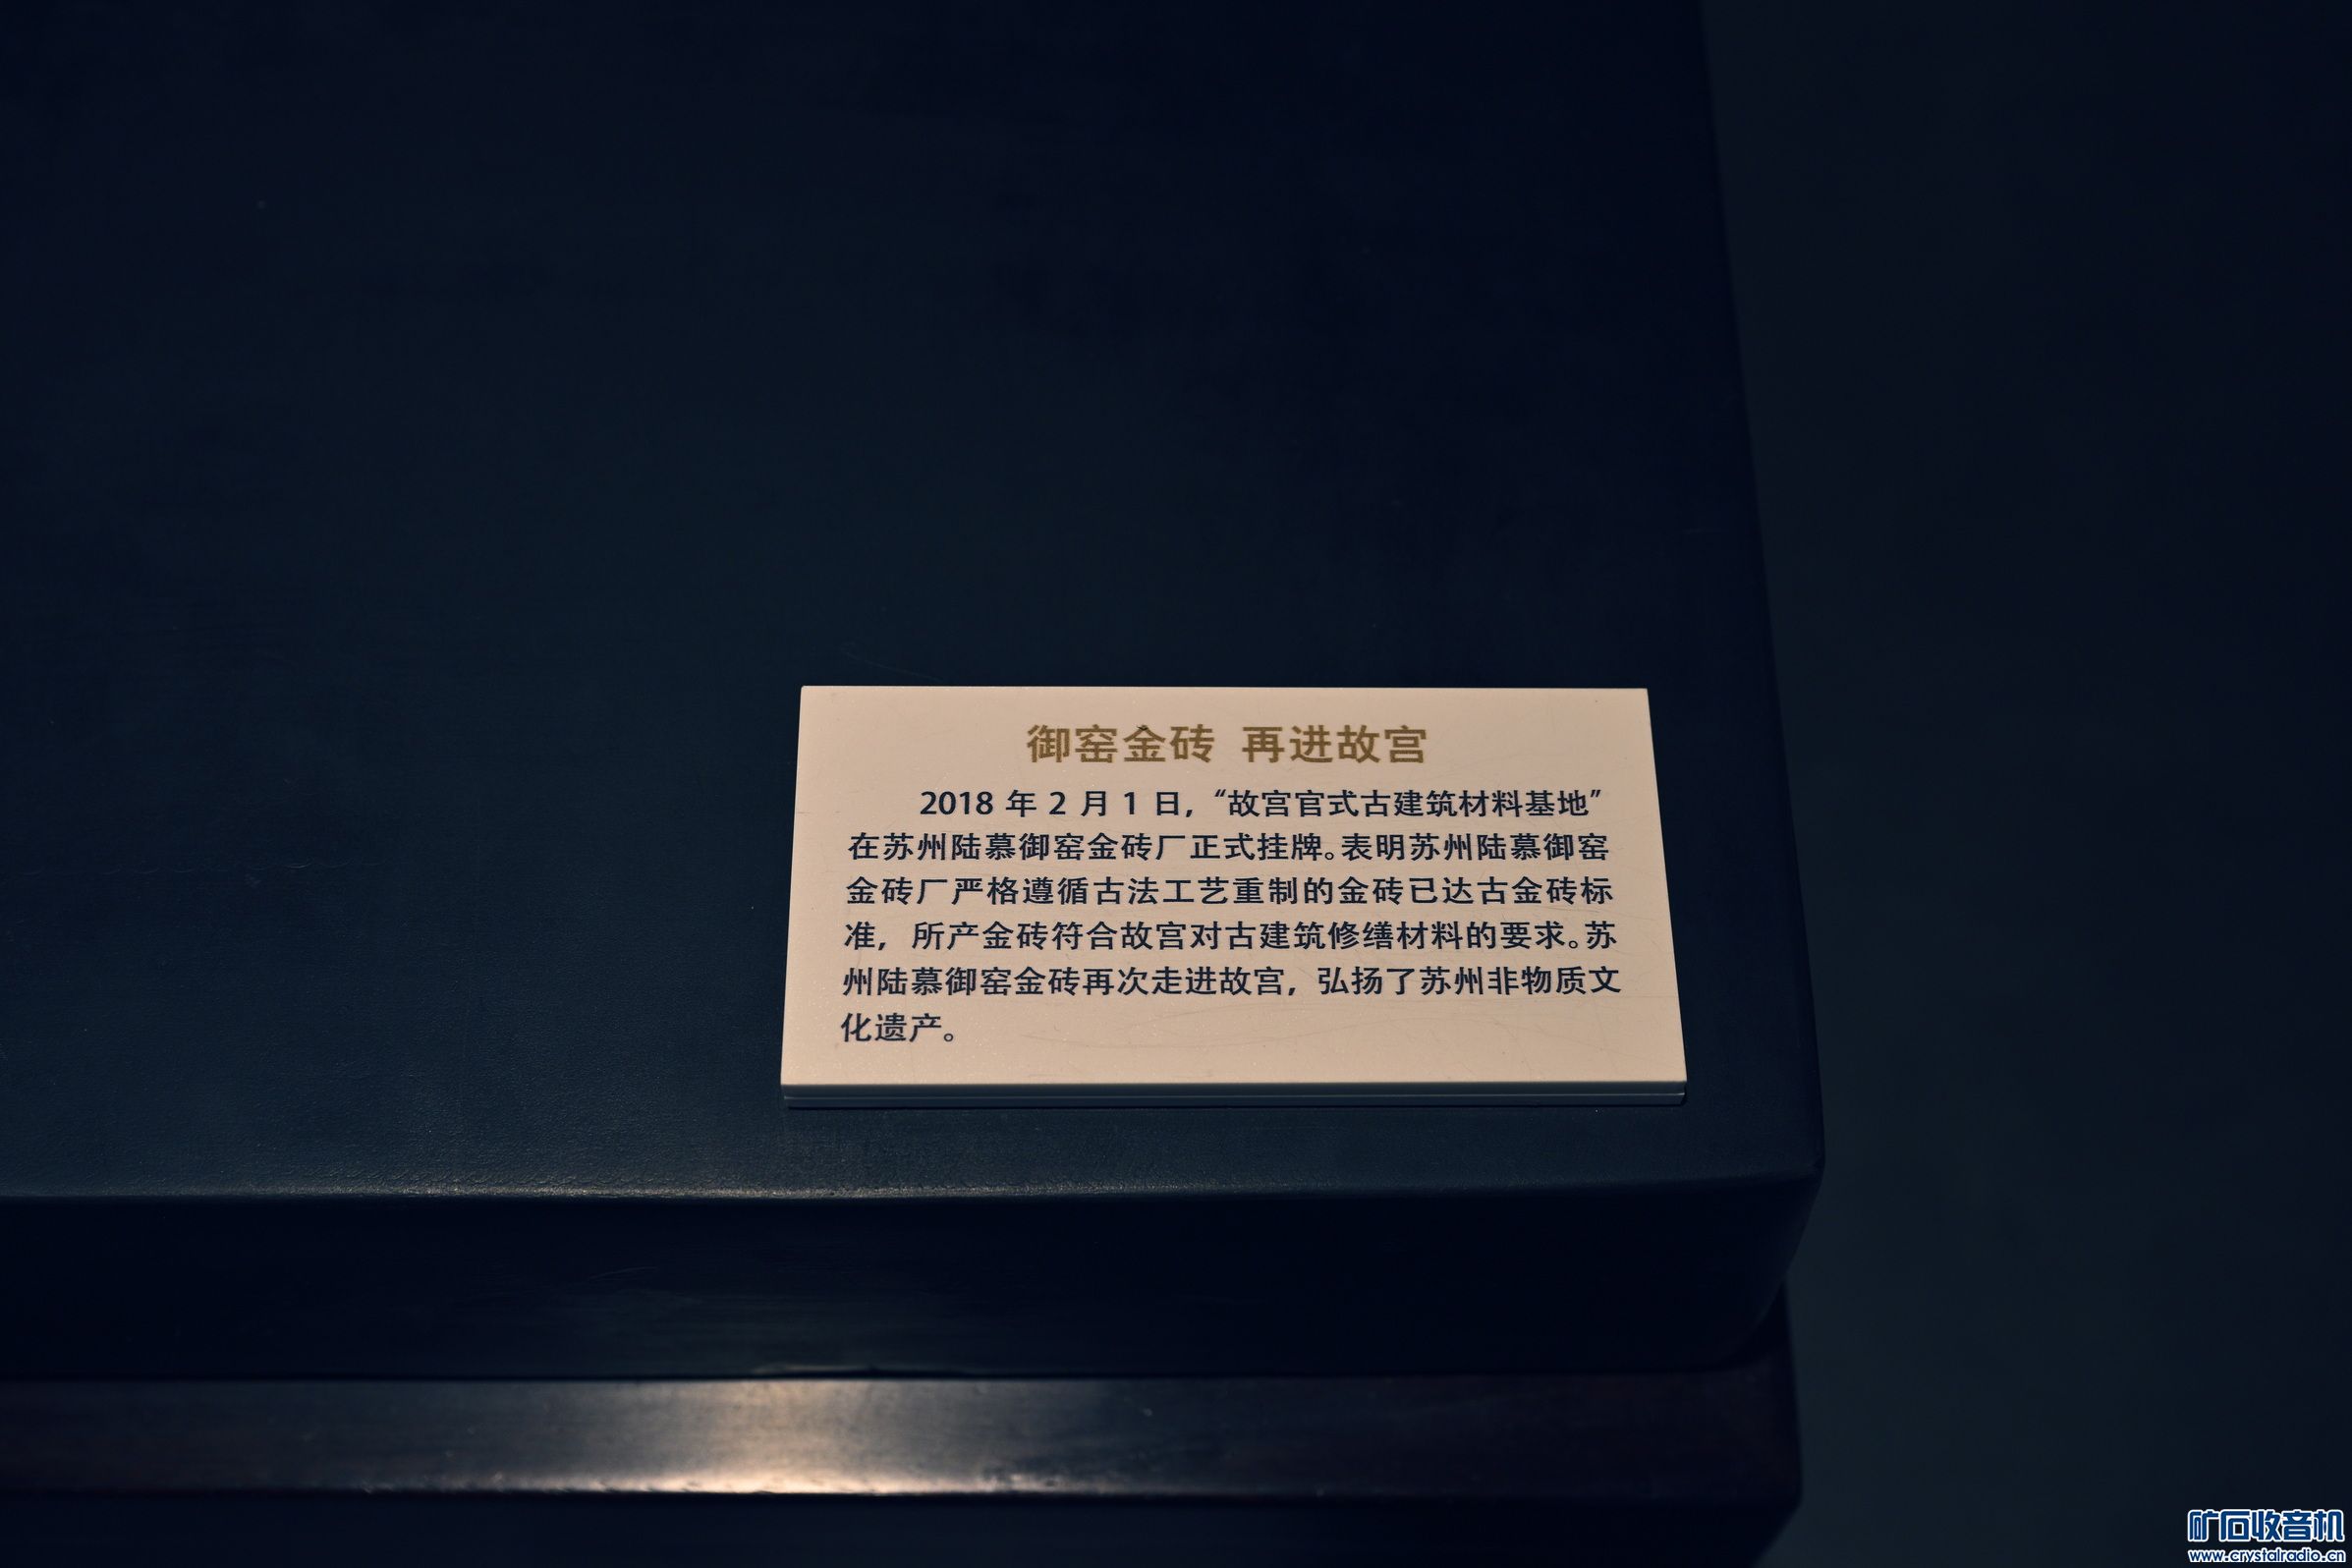 御窑金砖 再进故宫
2018 年 2 月 1 日，“故宫官式古建筑材料基地”
在苏州陆慕御窑金砖厂正式挂牌。表明苏州陆慕御窑
金砖厂严格遵循古法工艺重制的金砖已达古金砖标
准，所产金砖符合故宫对古建筑修缮材料的要求。苏
州陆慕御窑金砖再次走进故宫，弘扬了苏州非物质文
化遗产。
矿石收音机
www.crystalradio.cn